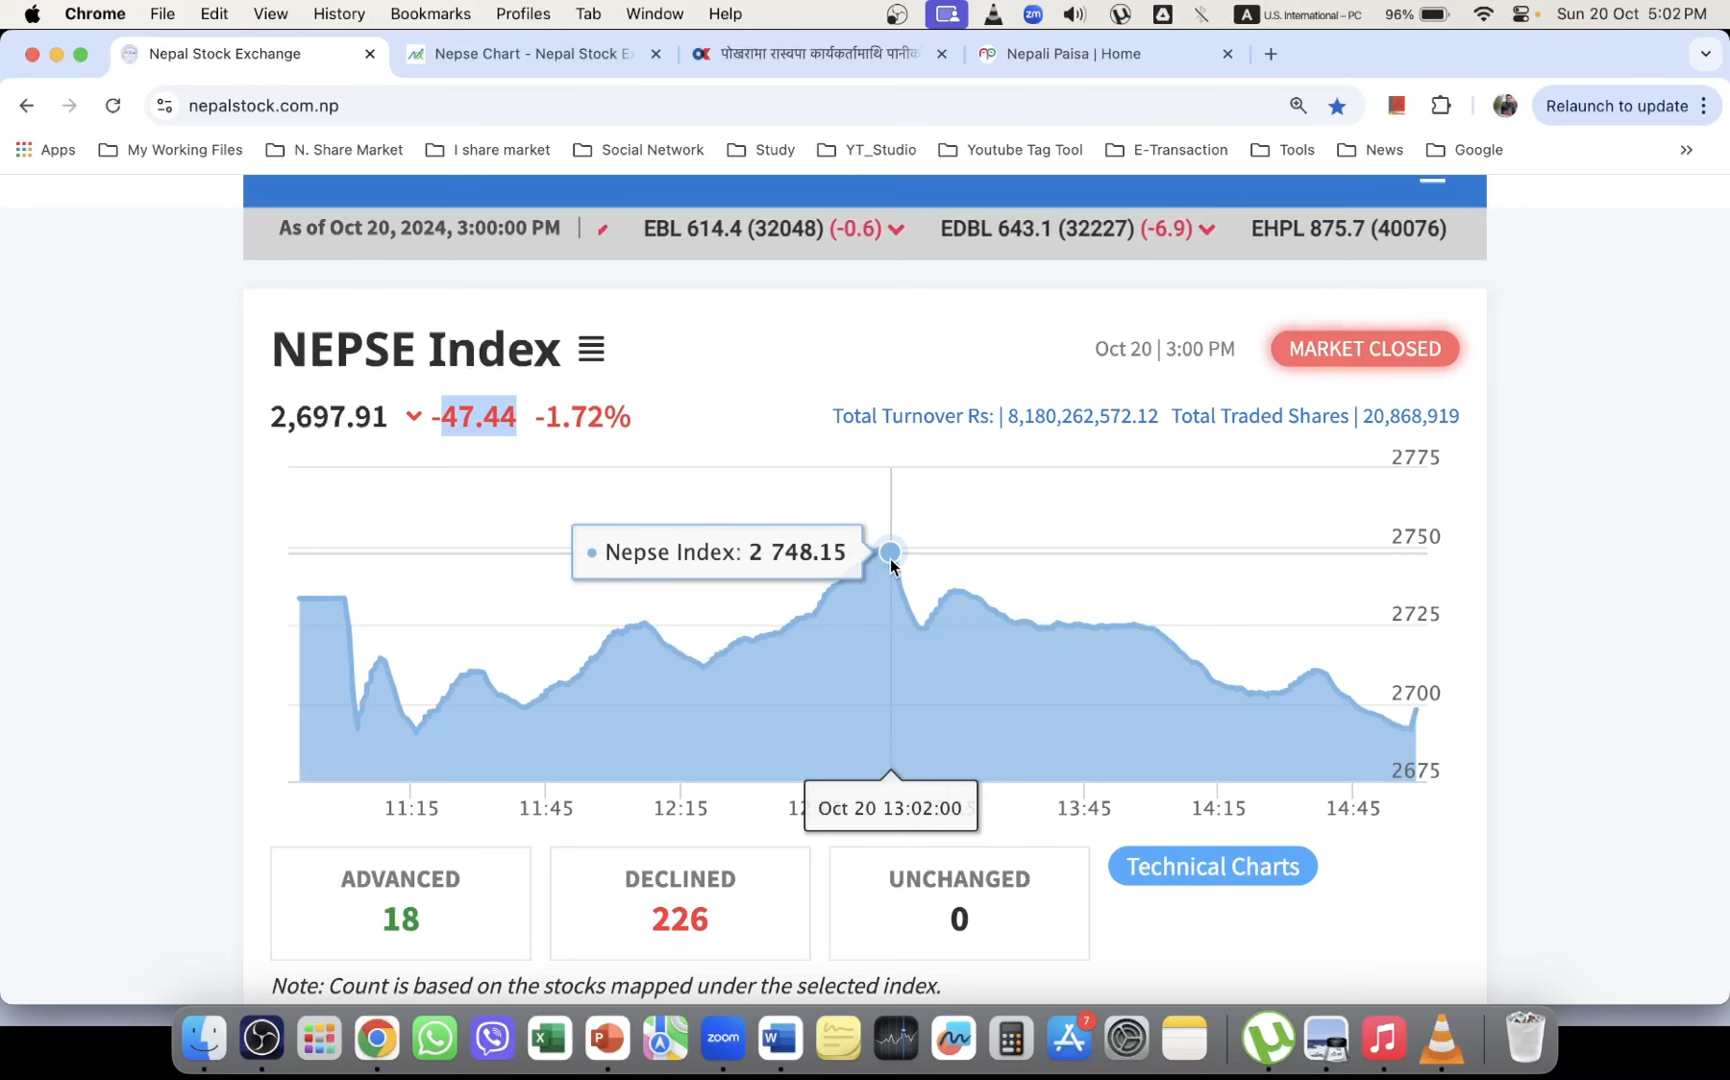 Chrome File Edit View History Bookmarks Profiles Tab Window Help
zm A U.S. International – PC 96% Sun 20 Oct 5:02 PM
Nepal Stock Exchange Nepse Chart - Nepal Stock Ex पोखरामा रास्वपा कार्यकर्तामाथि पानीक Nepali Paisa | Home
nepalstock.com.np Relaunch to update
Apps My Working Files N. Share Market I share market Social Network Study YT_Studio Youtube Tag Tool E-Transaction Tools News Google
As of Oct 20, 2024, 3:00:00 PM | EBL 614.4 (32048) (-0.6) EDBL 643.1 (32227) (-6.9) EHPL 875.7 (40076)
NEPSE Index Oct 20 | 3:00 PM MARKET CLOSED
2,697.91 -47.44 -1.72% Total Turnover Rs: | 8,180,262,572.12 Total Traded Shares | 20,868,919
2775
2750
Nepse Index: 2 748.15
2725
2700
2675
11:15 11:45 12:15 Oct 20 13:02:00 13:45 14:15 14:45
ADVANCED DECLINED UNCHANGED Technical Charts
18 226 0
Note: Count is based on the stocks mapped under the selected index.
zoom 7